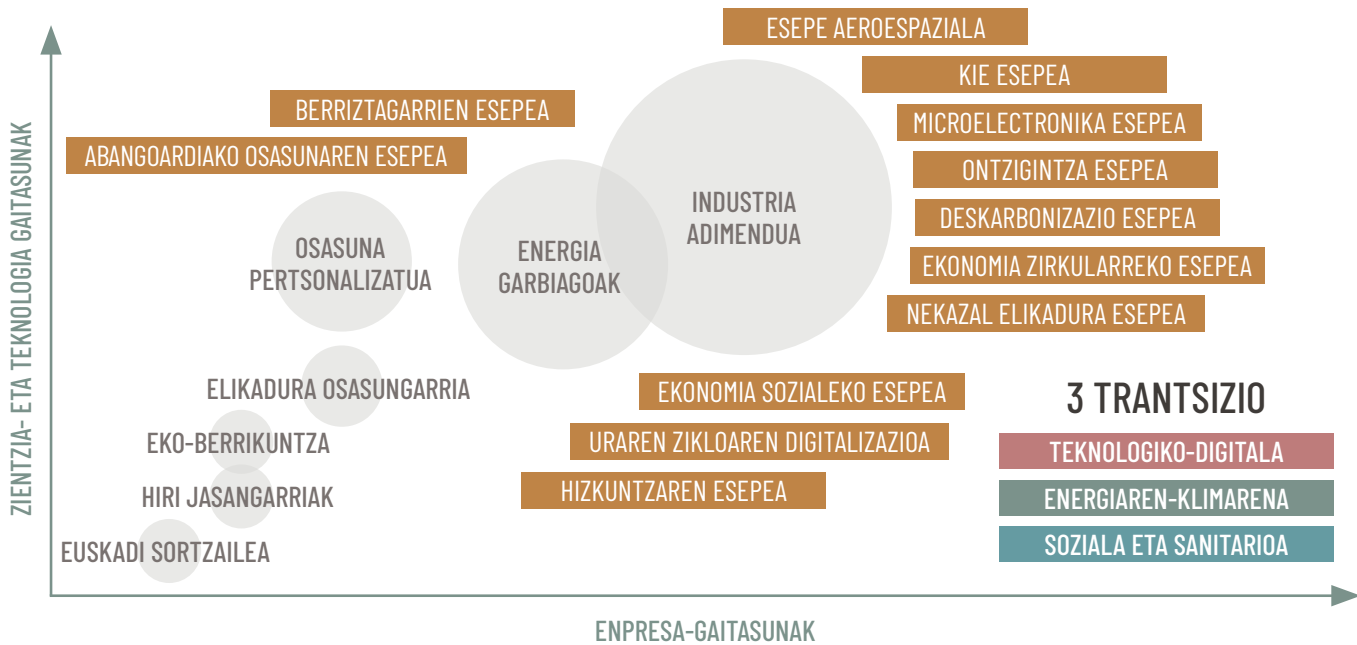 ZIENTZIA- ETA TEKNOLOGIA GAITASUNAK
ESEPE AEROESPAZIALA
KIE ESEPEA
BERRIZTAGARRIEN ESEPEA
MICROELECTRONIKA ESEPEA
ABANGOARDIAKO OSASUNAREN ESEPEA
ONTZIGINTZA ESEPEA
DESKARBONIZAZIO ESEPEA
EKONOMIA ZIRKULARREKO ESEPEA
NEKAZAL ELIKADURA ESEPEA
INDUSTRIA
ADIMENDUA
ENERGIA
GARBIAGOAK
OSASUNA
PERTSONALIZATUA
ELIKADURA OSASUNGARRIA
EKO-BERRIKUNTZA
HIRI JASANGARRIAK
EUSKADI SORTZAILEA
EKONOMIA SOZIALEKO ESEPEA
URAREN ZIKLOAREN DIGITALIZAZIOA
HIZKUNTZAREN ESEPEA
3 TRANTSIZIO
TEKNOLOGIKO-DIGITALA
ENERGIAREN-KLIMARENA
SOZIALA ETA SANITARIOA
ENPRESA-GAITASUNAK